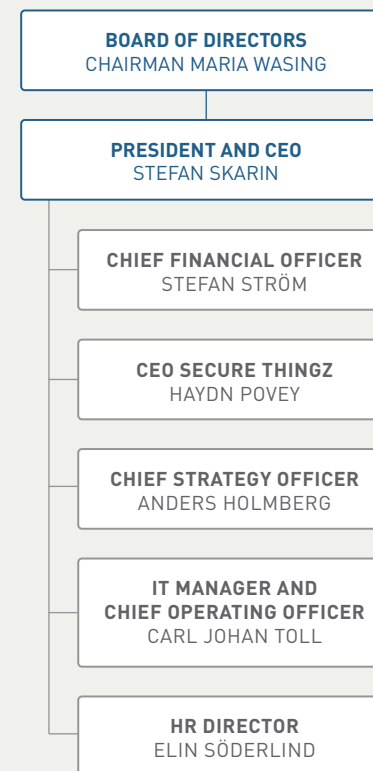 BOARD OF DIRECTORS
CHAIRMAN MARIA WASING
PRESIDENT AND CEO
STEFAN SKARIN
CHIEF FINANCIAL OFFICER
STEFAN STRÖM
CEO SECURE THINGZ
HAYDN POVEY
CHIEF STRATEGY OFFICER
ANDERS HOLMBERG
IT MANAGER AND
CHIEF OPERATING OFFICER
CARL JOHAN TOLL
HR DIRECTOR
ELIN SÖDERLIND